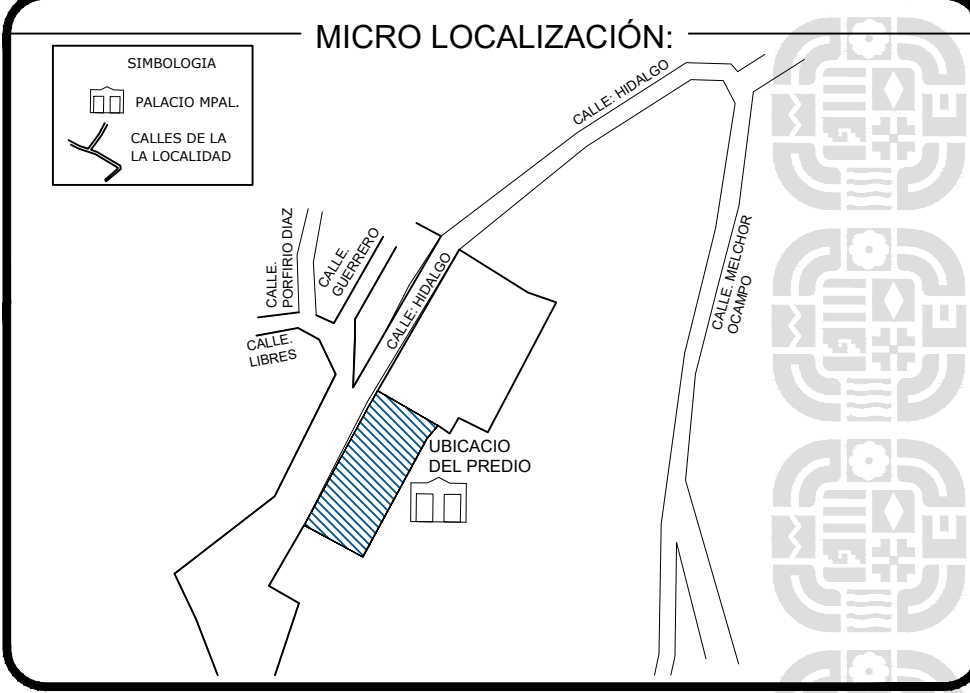 MICRO LOCALIZACIÓN:
SIMBOLOGIA
PALACIO MPAL.
CALLES DE LA
LA LOCALIDAD
CALLE: HIDALGO
CALLE.
PORFIRIO DIAZ
CALLE.
GUERRERO
CALLE: HIDALGO
CALLE. MELCHOR
OCAMPO
CALLE.
LIBRES
UBICACIO
DEL PREDIO